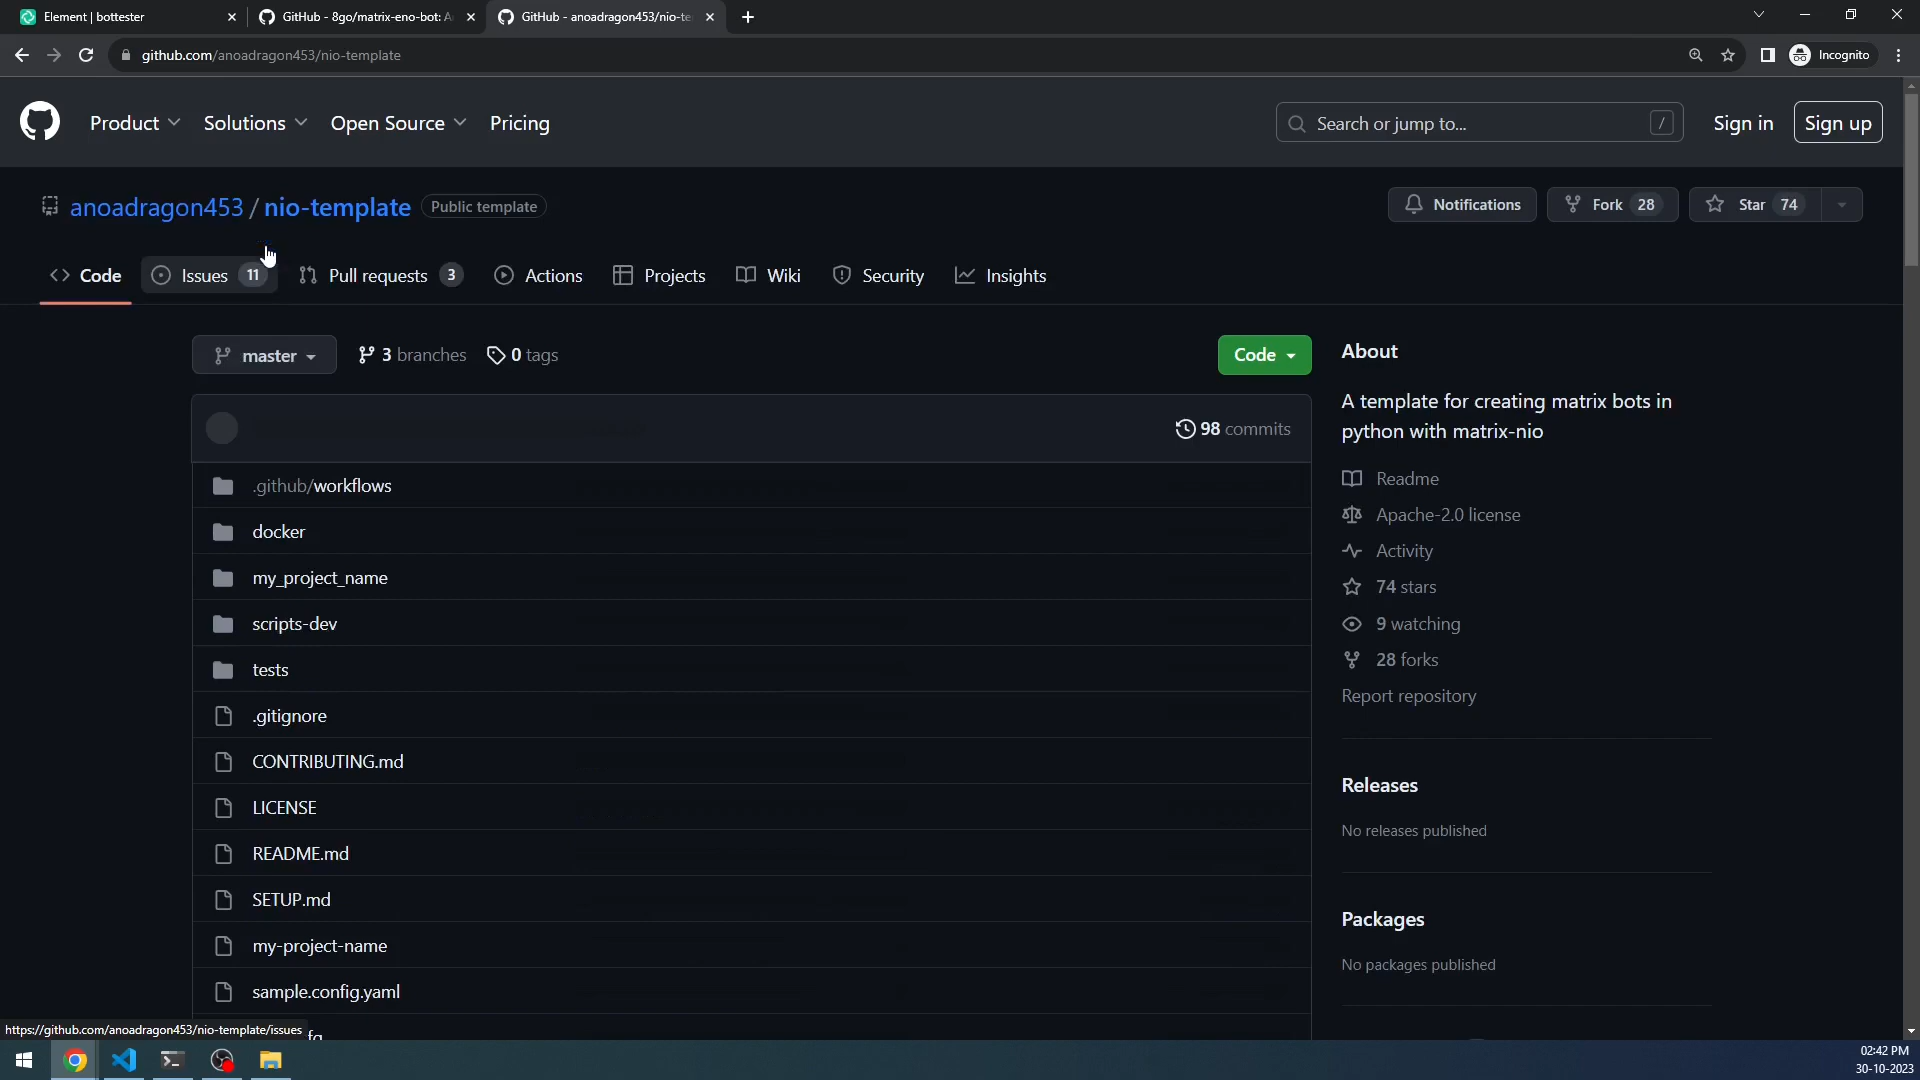 Element | bottester
GitHub - 8go/matrix-eno-bot: A
GitHub - anoadragon453/nio-te
github.com/anoadragon453/nio-template
Incognito
Product
Solutions
Open Source
Pricing
Search or jump to...
/
Sign in
Sign up
anoadragon453 / nio-template
Public template
Notifications
Fork 28
Star 74
Code
Issues 11
Pull requests 3
Actions
Projects
Wiki
Security
Insights
master
3 branches
0 tags
Code
98 commits
.github/workflows
docker
my_project_name
scripts-dev
tests
.gitignore
CONTRIBUTING.md
LICENSE
README.md
SETUP.md
my-project-name
sample.config.yaml
About
A template for creating matrix bots in
python with matrix-nio
Readme
Apache-2.0 license
Activity
74 stars
9 watching
28 forks
Report repository
Releases
No releases published
Packages
No packages published
https://github.com/anoadragon453/nio-template/issues
02:42 PM
30-10-2023